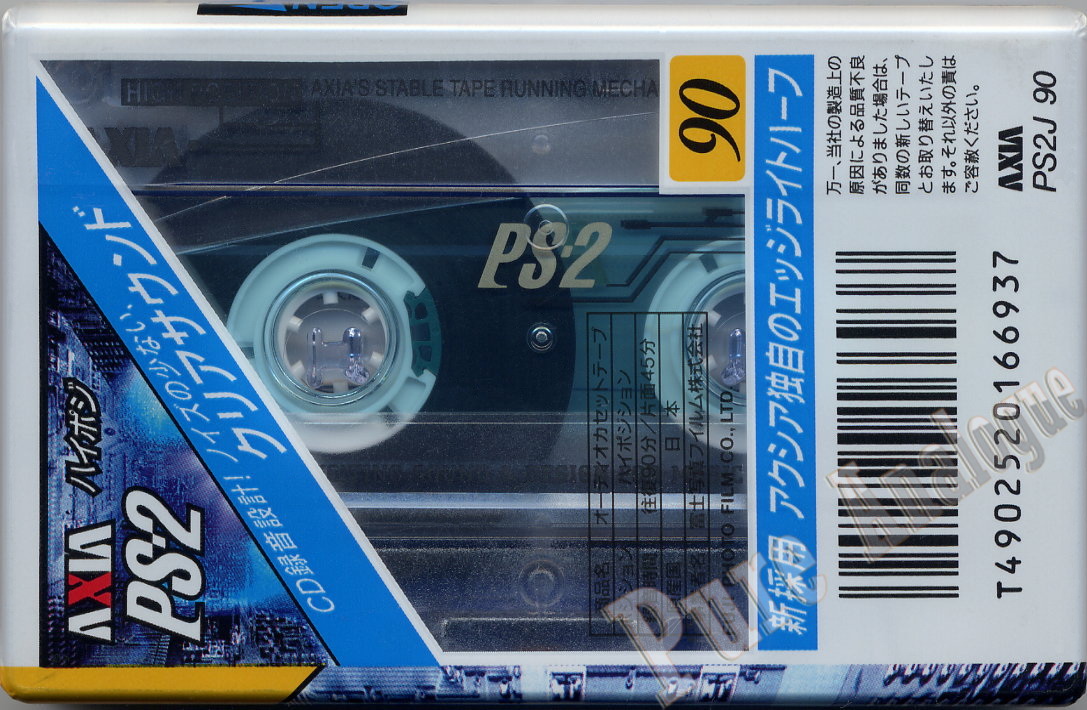 OPEN
AXIA'S STABLE TAPE RUNNING MECHA
AXIA
90
PS-2
AXIA ハイポジ
PS-2
CD録音設計!ノイズの少ない、
クリアラサウンド
オーディオカセットテープ
ハイポジション
往復90分/片面45分
日 本
富士写真フイルム株式会社
PHOTO FILM CO., LTD.
新採用 アクシア独自のエッジライトハーフ
万一、当社の製造上の
原因による品質不良
がありました場合は、
同数の新しいテープ
とお取り替えいたし
ます。それ以外の責は
ご容赦ください。
AXIA
PS2J 90
T4902520166937
AXIA
Pure Analogue